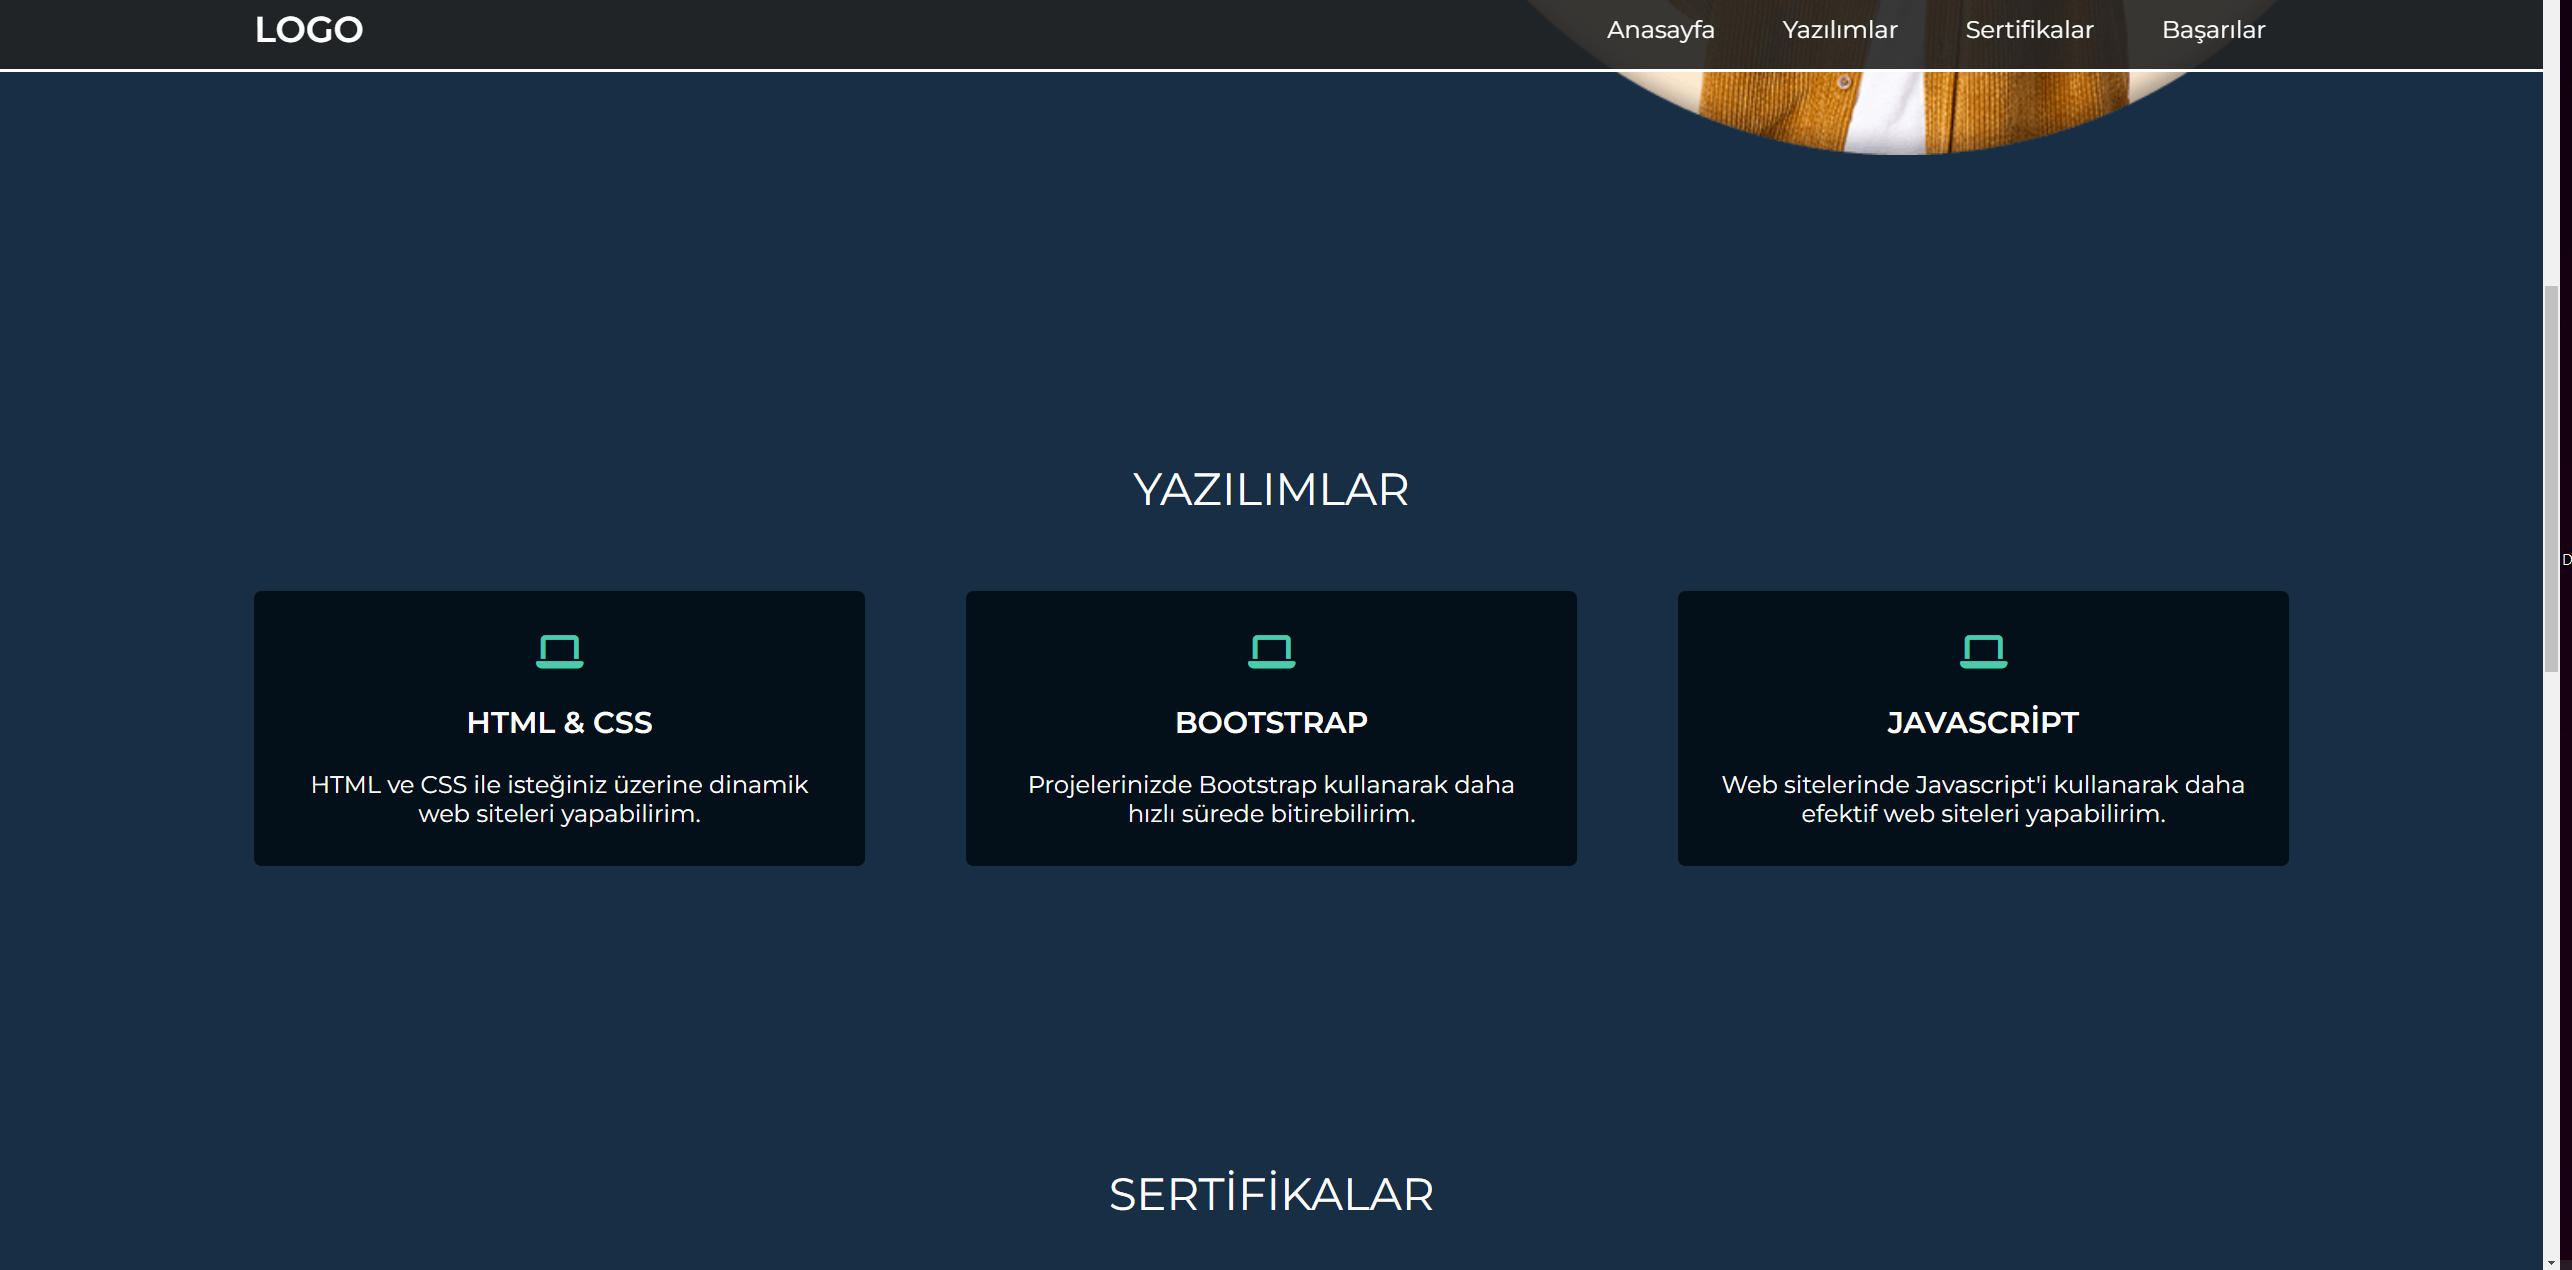 LOGO
Anasayfa
Yazılımlar
Sertifikalar
Başarılar
YAZILIMLAR
HTML & CSS
HTML ve CSS ile isteğiniz üzerine dinamik
web siteleri yapabilirim.
BOOTSTRAP
Projelerinizde Bootstrap kullanarak daha
hızlı sürede bitirebilirim.
JAVASCRİPT
Web sitelerinde Javascript'i kullanarak daha
efektif web siteleri yapabilirim.
D
SERTİFİKALAR